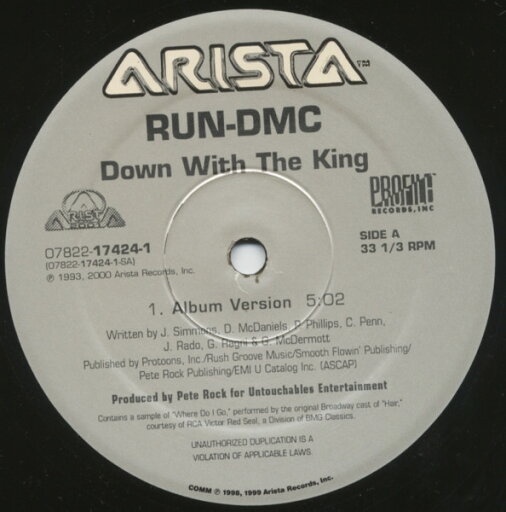 ARISTA™
RUN-DMC
Down With The King
ARISTA
2001
PROFILE
RECORDS, INC
07822-17424-1
(07822-17424-1-SA)
℗ 1993, 2000 Arista Records, Inc.
SIDE A
33 1/3 RPM
1. Album Version 5:02
Written by J. Simmons, D. McDaniels, P. Phillips, C. Penn,
J. Rado, G. Ragni & G. McDermott
Published by Protoons, Inc./Rush Groove Music/Smooth Flowin' Publishing/
Pete Rock Publishing/EMI U Catalog Inc. (ASCAP)
Produced by Pete Rock for Untouchables Entertainment
Contains a sample of "Where Do I Go," performed by the original Broadway cast of "Hair,"
courtesy of RCA Victor Red Seal, a Division of BMG Classics.
UNAUTHORIZED DUPLICATION IS A
VIOLATION OF APPLICABLE LAWS.
COMM ℗ 1998, 1999 Arista Records, Inc.